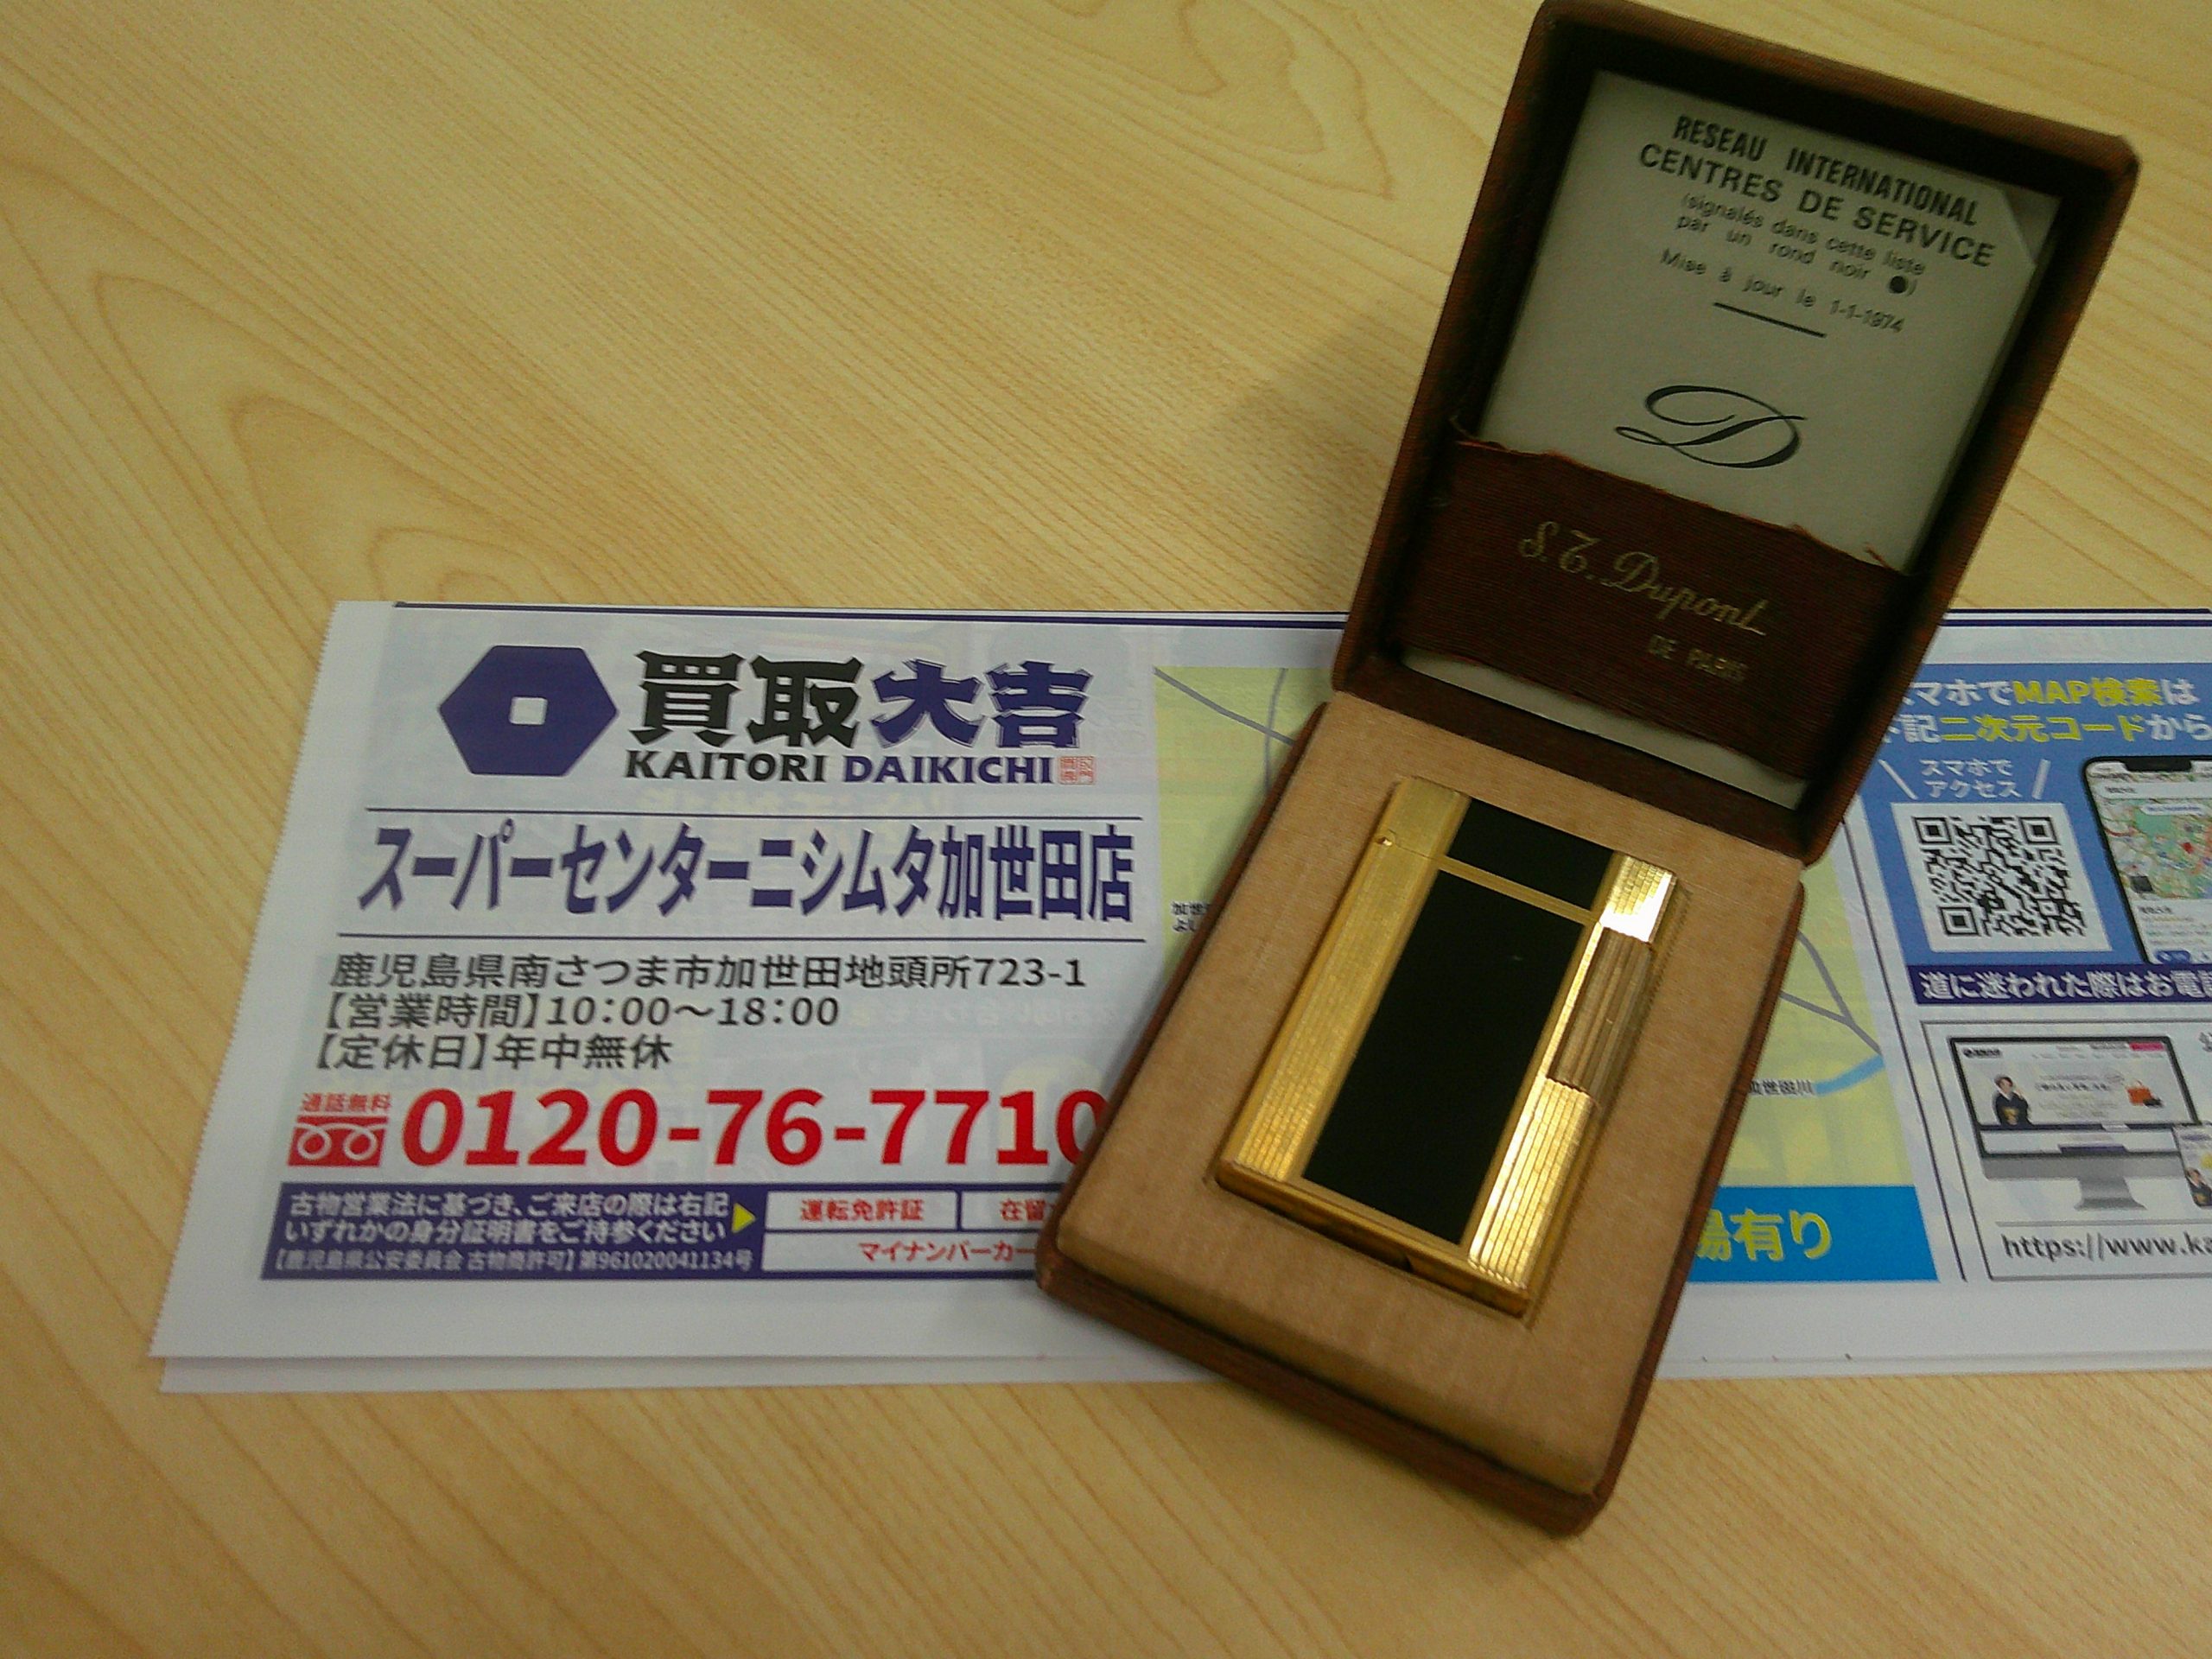 RESEAU INTERNATIONAL
CENTRES DE SERVICE
(signalés dans cette liste
par un rond noir ●)
Mise à jour le 1-1-1974
D
S.T. Dupont
DE PARIS
買取大吉
KAITORI DAIKICHI
スーパーセンターニシムタ加世田店
鹿児島県南さつま市加世田地頭所723-1
【営業時間】10:00～18:00
【定休日】年中無休
通話無料
0120-76-7710
古物営業法に基づき、ご来店の際は右記
いずれかの身分証明書をご持参ください
【鹿児島県公安委員会 古物商許可】第961020041134号
運転免許証
在留
マイナンバーカー
加世田川
有り
マホでMAP検索は
記二次元コードから
スマホで
アクセス
道に迷われた際はお電
https://www.ka